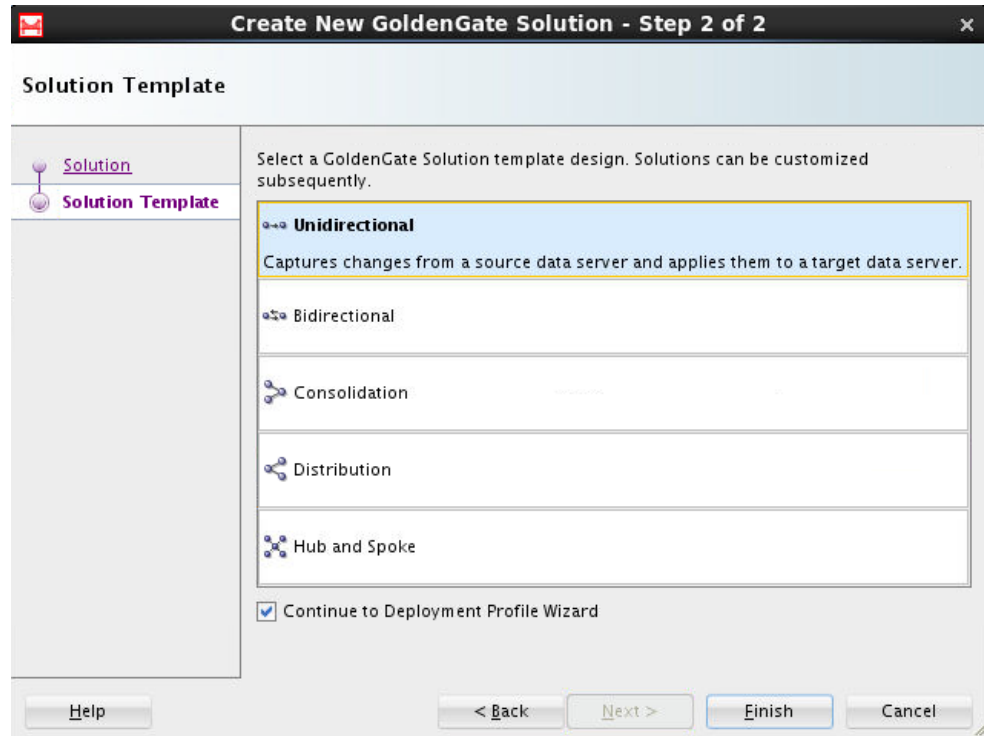 Create New GoldenGate Solution - Step 2 of 2
Solution Template
Solution
Solution Template
Select a GoldenGate Solution template design. Solutions can be customized
subsequently.
Unidirectional
Captures changes from a source data server and applies them to a target data server.
Bidirectional
Consolidation
Distribution
Hub and Spoke
Continue to Deployment Profile Wizard
Help
< Back
Next >
Finish
Cancel